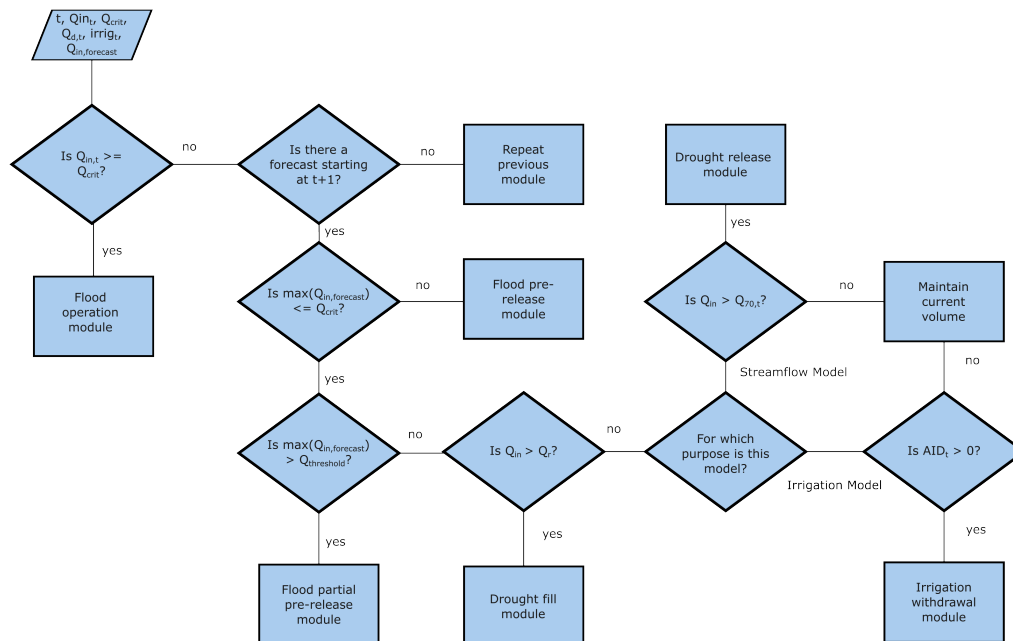 t, Qin_t, Q_crit,
Q_d,t, irrig_t,
Q_in,forecast
Is Q_in,t >=
Q_crit?
no
yes
Flood
operation
module
Is there a
forecast starting
at t+1?
no
Repeat
previous
module
yes
Is max(Q_in,forecast)
<= Q_crit?
no
Flood pre-
release
module
yes
Is max(Q_in,forecast)
> Q_threshold?
no
yes
Flood partial
pre-release
module
Is Q_in > Q_r?
no
yes
Drought fill
module
For which
purpose is this
model?
Streamflow Model
Irrigation Model
Is Q_in > Q_70,t?
yes
Drought release
module
no
Maintain
current
volume
no
Is AID_t > 0?
yes
Irrigation
withdrawal
module